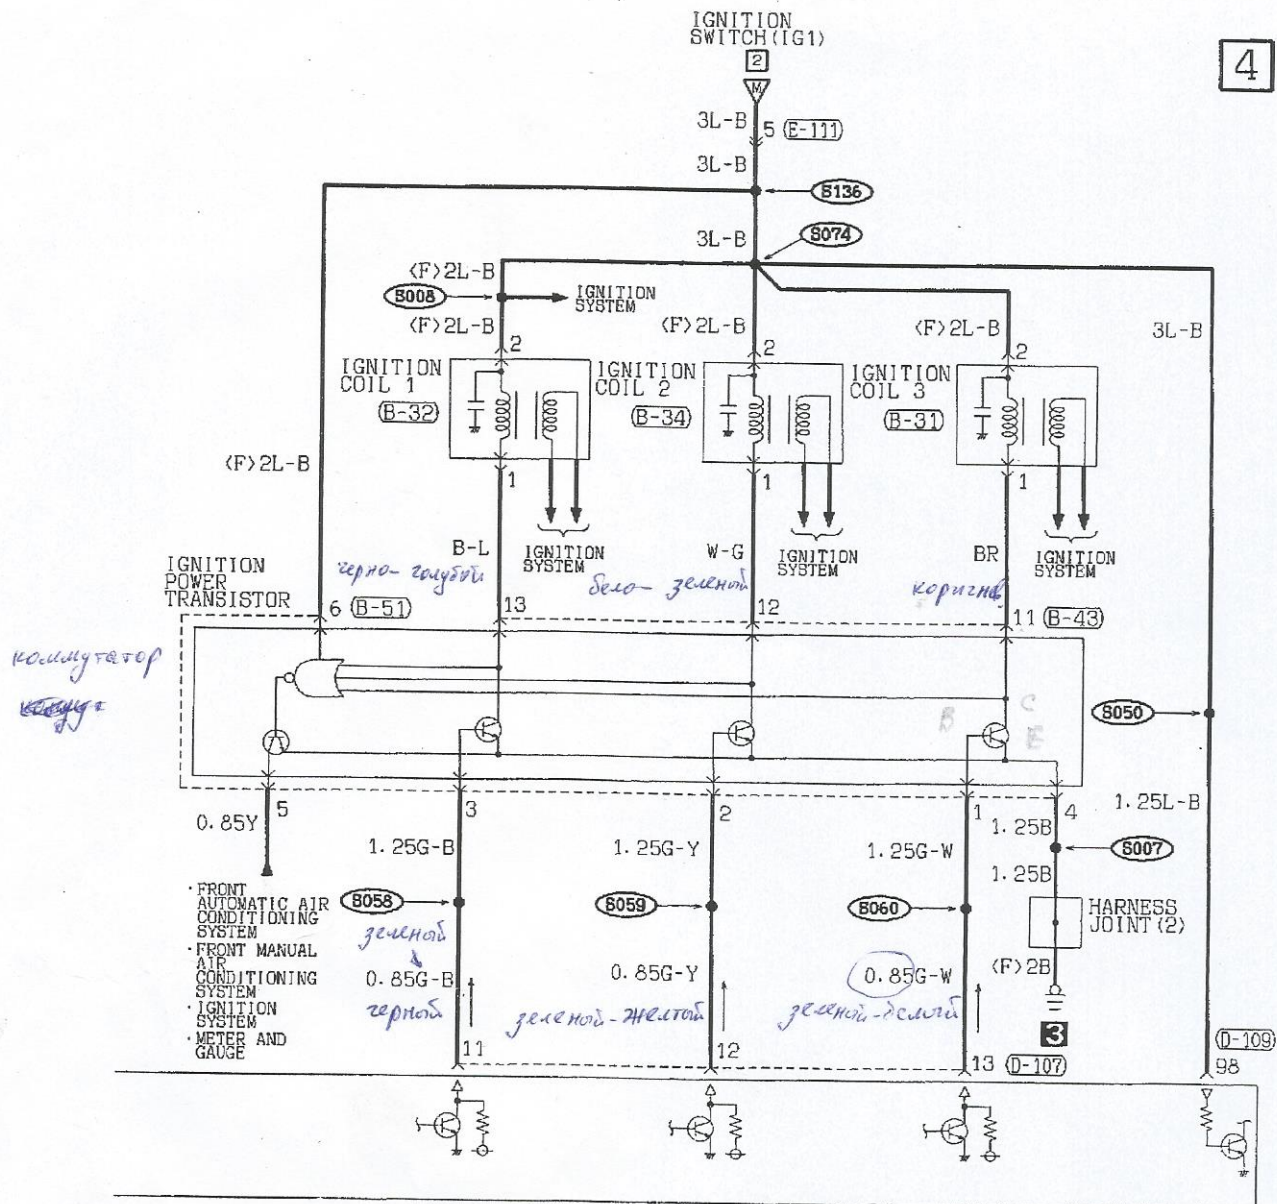 IGNITION
SWITCH(IG1)
2
4
M
3L-B
5 (E-111)
3L-B
S136
3L-B
S074
〈F〉2L-B
S008
IGNITION
SYSTEM
〈F〉2L-B
〈F〉2L-B
〈F〉2L-B
3L-B
2
2
2
IGNITION
COIL 1
B-32
IGNITION
COIL 2
B-34
IGNITION
COIL 3
B-31
〈F〉2L-B
1
1
1
B-L
IGNITION
SYSTEM
W-G
IGNITION
SYSTEM
BR
IGNITION
SYSTEM
IGNITION
POWER
TRANSISTOR
черно-голубой
бело-зеленый
коричнев
6 (B-51)
13
12
11 (B-43)
коммутатор
B
C
E
S050
5
3
2
1
4
0.85Y
1.25G-B
1.25G-Y
1.25G-W
1.25B
1.25L-B
S007
1.25B
S058
S059
S060
HARNESS
JOINT(2)
·FRONT
AUTOMATIC AIR
CONDITIONING
SYSTEM
·FRONT MANUAL
AIR
CONDITIONING
SYSTEM
·IGNITION
SYSTEM
·METER AND
GAUGE
зеленый
0.85G-B
черный
0.85G-Y
зеленый-желтый
0.85G-W
зеленый-белый
〈F〉2B
3
11
12
13 (D-107)
(D-109)
98